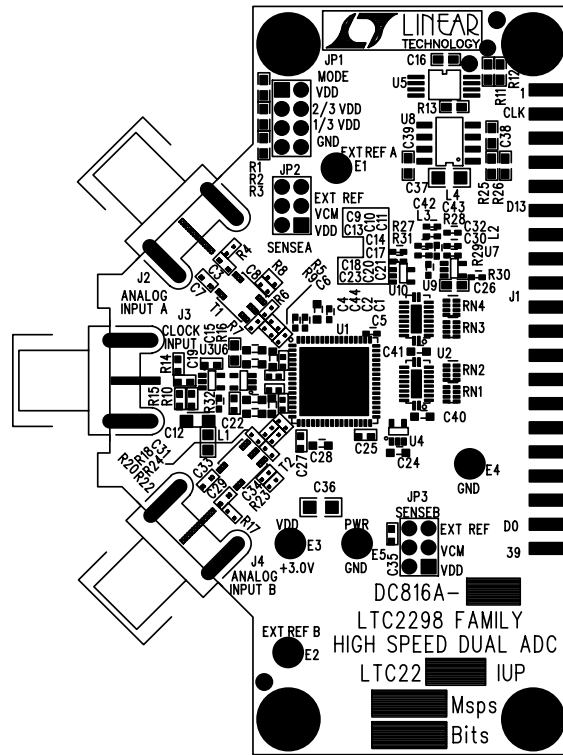 LINEAR
TECHNOLOGY
C16
JP1
MODE
VDD
2/3 VDD
1/3 VDD
GND
U5
R11
R12
R13
1
CLK
U8
C39
C38
EXT REF A
E1
R1
R2
R3
JP2
EXT REF
VCM
VDD
SENSEA
C37
L4
R25
R26
C42
C43
D13
C9
C13
C10
C11
C14
C17
C18
C23
C20
C21
R27
R31
L3
R28
C32
C30
L2
U7
R29
R30
U10
U9
C26
J2
ANALOG
INPUT A
R4
C3
C7
T1
C8
R8
R6
R5
R9
J1
J3
CLOCK
INPUT
C15
R16
R14
C19
U3
U6
C4
C44
C2
C1
U1
C5
RN4
RN3
C41
U2
RN2
RN1
R15
R10
R32
C22
C12
L1
C40
C27
C28
C25
U4
C24
R18
C31
R24
R20
R22
C33
C29
C34
R23
T2
R17
E4
GND
C36
JP3
SENSEB
EXT REF
VCM
VDD
C35
VDD
E3
+3.0V
PWR
E5
GND
D0
39
J4
ANALOG
INPUT B
DC816A-
LTC2298 FAMILY
HIGH SPEED DUAL ADC
LTC22 IUP
Msps
Bits
EXT REF B
E2